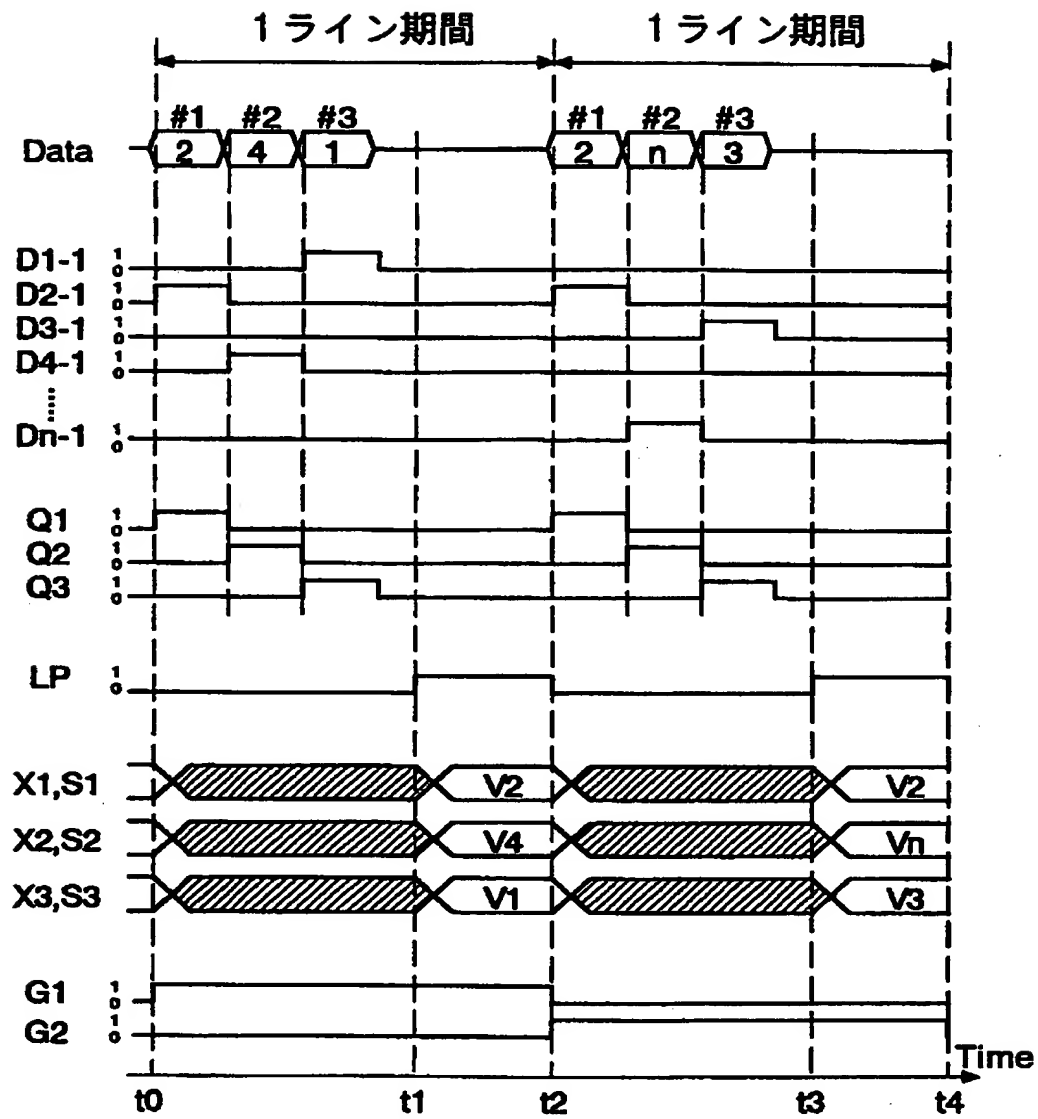 1ライン期間 1ライン期間
#1 #2 #3 #1 #2 #3
Data 2 4 1 2 n 3
D1-1 1 0
D2-1 1 0
D3-1 1 0
D4-1 1 0
Dn-1 1 0
Q1 1 0
Q2 1 0
Q3 1 0
LP 1 0
X1,S1 V2 V2
X2,S2 V4 Vn
X3,S3 V1 V3
G1 1 0
G2 1 0
Time
t0 t1 t2 t3 t4